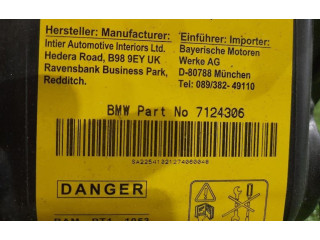 Hersteller/ Manufacturer:
Intier Automotive Interiors Ltd.
Hedera Road, B98 9EY UK
Ravensbank Business Park,
Redditch.
Einführer/ Importer:
Bayerische Motoren
Werke AG
D-80788 München
Tel: 089/382- 49110
BMW Part No 7124306
DANGER